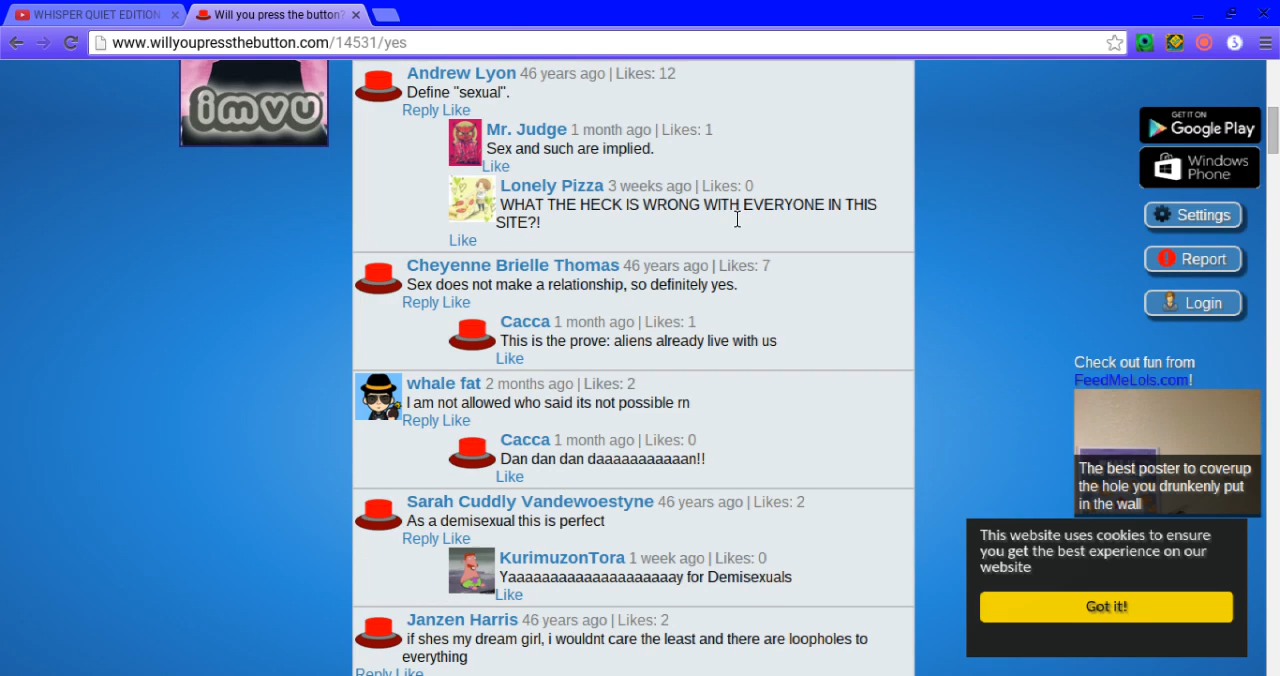 WHISPER QUIET EDITION
Will you press the button?
www.willyoupressthebutton.com/14531/yes
imvu
Andrew Lyon 46 years ago | Likes: 12
Define "sexual".
Reply Like
Mr. Judge 1 month ago | Likes: 1
Sex and such are implied.
Like
Lonely Pizza 3 weeks ago | Likes: 0
WHAT THE HECK IS WRONG WITH EVERYONE IN THIS
SITE?!
Like
Cheyenne Brielle Thomas 46 years ago | Likes: 7
Sex does not make a relationship, so definitely yes.
Reply Like
Cacca 1 month ago | Likes: 1
This is the prove: aliens already live with us
Like
whale fat 2 months ago | Likes: 2
I am not allowed who said its not possible rn
Reply Like
Cacca 1 month ago | Likes: 0
Dan dan dan daaaaaaaaaaan!!
Like
Sarah Cuddly Vandewoestyne 46 years ago | Likes: 2
As a demisexual this is perfect
Reply Like
KurimuzonTora 1 week ago | Likes: 0
Yaaaaaaaaaaaaaaaaaaaay for Demisexuals
Like
Janzen Harris 46 years ago | Likes: 2
if shes my dream girl, i wouldnt care the least and there are loopholes to
everything
Reply Like
GET IT ON
Google Play
Windows
Phone
Settings
Report
Login
Check out fun from
FeedMeLols.com!
The best poster to coverup
the hole you drunkenly put
in the wall
This website uses cookies to ensure
you get the best experience on our
website
Got it!